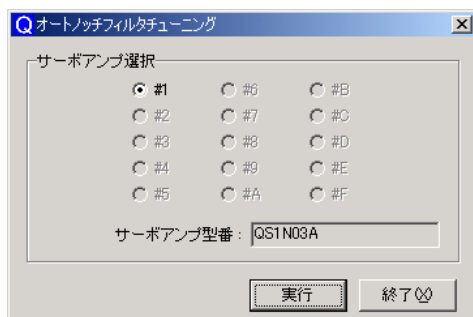 オートノッチフィルタチューニング
サーボアンプ選択
#1 #6 #B
#2 #7 #C
#3 #8 #D
#4 #9 #E
#5 #A #F
サーボアンプ型番： QS1N03A
実行 終了(X)